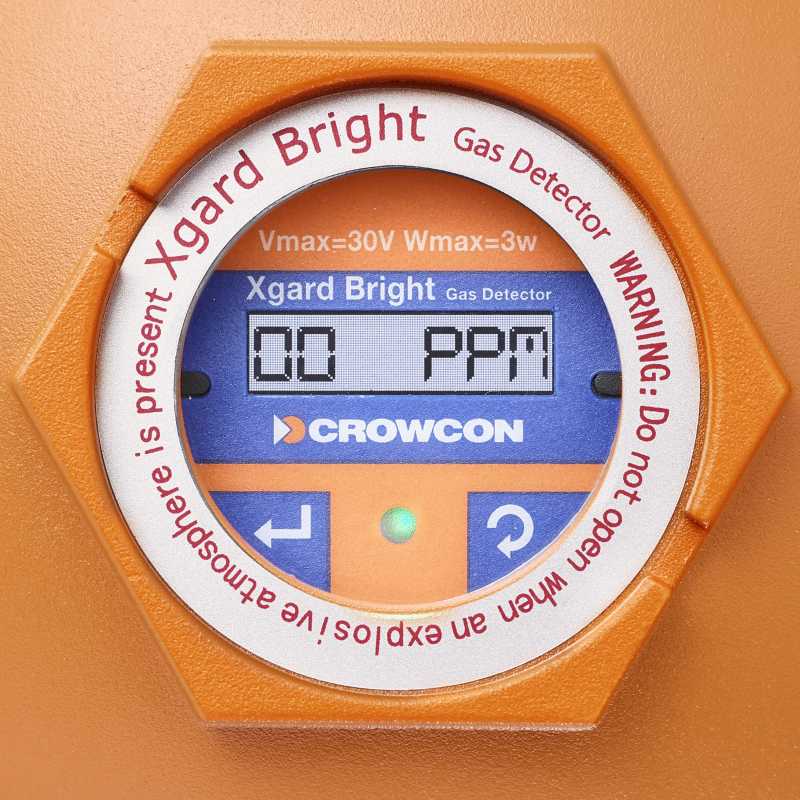 Xgard Bright Gas Detector WARNING: Do not open when an explosive atmosphere is present
Vmax=30V Wmax=3w
Xgard Bright Gas Detector
00 PPM
CROWCON